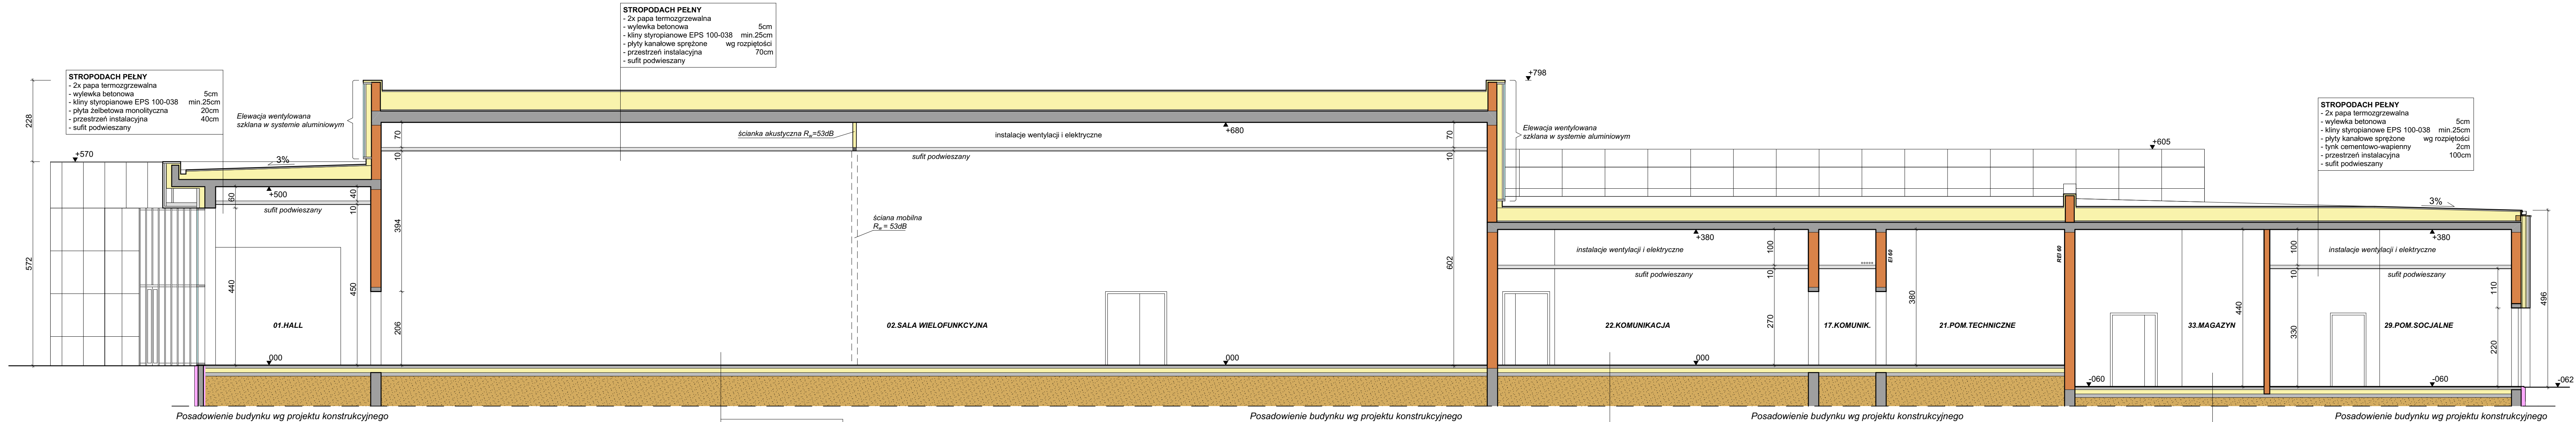 STROPODACH PEŁNY
- 2x papa termozgrzewalna
- wylewka betonowa 5cm
- kliny styropianowe EPS 100-038 min.25cm
- płyty kanałowe sprężone wg rozpiętości
- przestrzeń instalacyjna 70cm
- sufit podwieszany
STROPODACH PEŁNY
- 2x papa termozgrzewalna
- wylewka betonowa 5cm
- kliny styropianowe EPS 100-038 min.25cm
- płyta żelbetowa monolityczna 20cm
- przestrzeń instalacyjna 40cm
- sufit podwieszany
Elewacja wentylowana
szklana w systemie aluminiowym
+798
Elewacja wentylowana
szklana w systemie aluminiowym
STROPODACH PEŁNY
- 2x papa termozgrzewalna
- wylewka betonowa 5cm
- kliny styropianowe EPS 100-038 min.25cm
- płyty kanałowe sprężone wg rozpiętości
- tynk cementowo-wapienny 2cm
- przestrzeń instalacyjna 100cm
- sufit podwieszany
228
572
+570
3%
+500
60
40
10
sufit podwieszany
440
450
01.HALL
000
70
10
394
206
ścianka akustyczna Rw=53dB
instalacje wentylacji i elektryczne
+680
70
10
sufit podwieszany
ściana mobilna
Rw = 53dB
602
02.SALA WIELOFUNKCYJNA
000
+605
+380
instalacje wentylacji i elektryczne
100
10
sufit podwieszany
270
22.KOMUNIKACJA
000
17.KOMUNIK.
EI 60
380
21.POM.TECHNICZNE
REI 60
440
33.MAGAZYN
-060
3%
+380
instalacje wentylacji i elektryczne
100
10
sufit podwieszany
330
110
220
496
29.POM.SOCJALNE
-060
-062
Posadowienie budynku wg projektu konstrukcyjnego
Posadowienie budynku wg projektu konstrukcyjnego
Posadowienie budynku wg projektu konstrukcyjnego
Posadowienie budynku wg projektu konstrukcyjnego